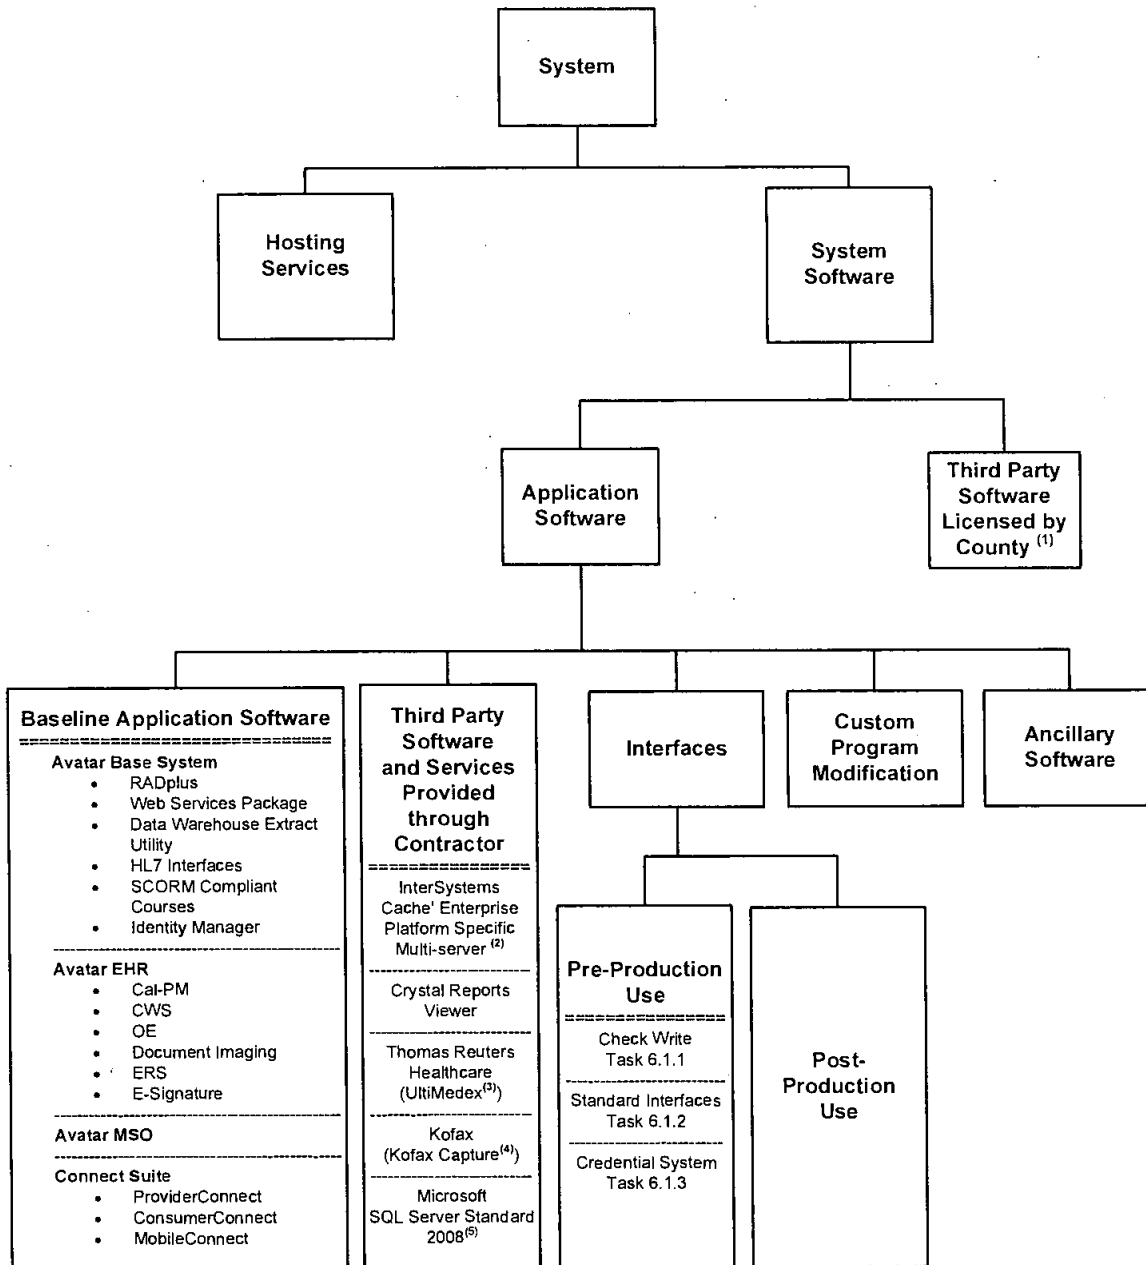 System
Hosting
Services
System
Software
Application
Software
Third Party
Software
Licensed by
County (1)
Baseline Application Software
Avatar Base System
• RADplus
• Web Services Package
• Data Warehouse Extract
Utility
• HL7 Interfaces
• SCORM Compliant
Courses
• Identity Manager
Avatar EHR
• Cal-PM
• CWS
• OE
• Document Imaging
• ERS
• E-Signature
Avatar MSO
Connect Suite
• ProviderConnect
• ConsumerConnect
• MobileConnect
Third Party
Software
and Services
Provided
through
Contractor
InterSystems
Cache' Enterprise
Platform Specific
Multi-server (2)
Crystal Reports
Viewer
Thomas Reuters
Healthcare
(UltiMedex(3))
Kofax
(Kofax Capture(4))
Microsoft
SQL Server Standard
2008(5)
Interfaces
Pre-Production
Use
Check Write
Task 6.1.1
Standard Interfaces
Task 6.1.2
Credential System
Task 6.1.3
Post-
Production
Use
Custom
Program
Modification
Ancillary
Software